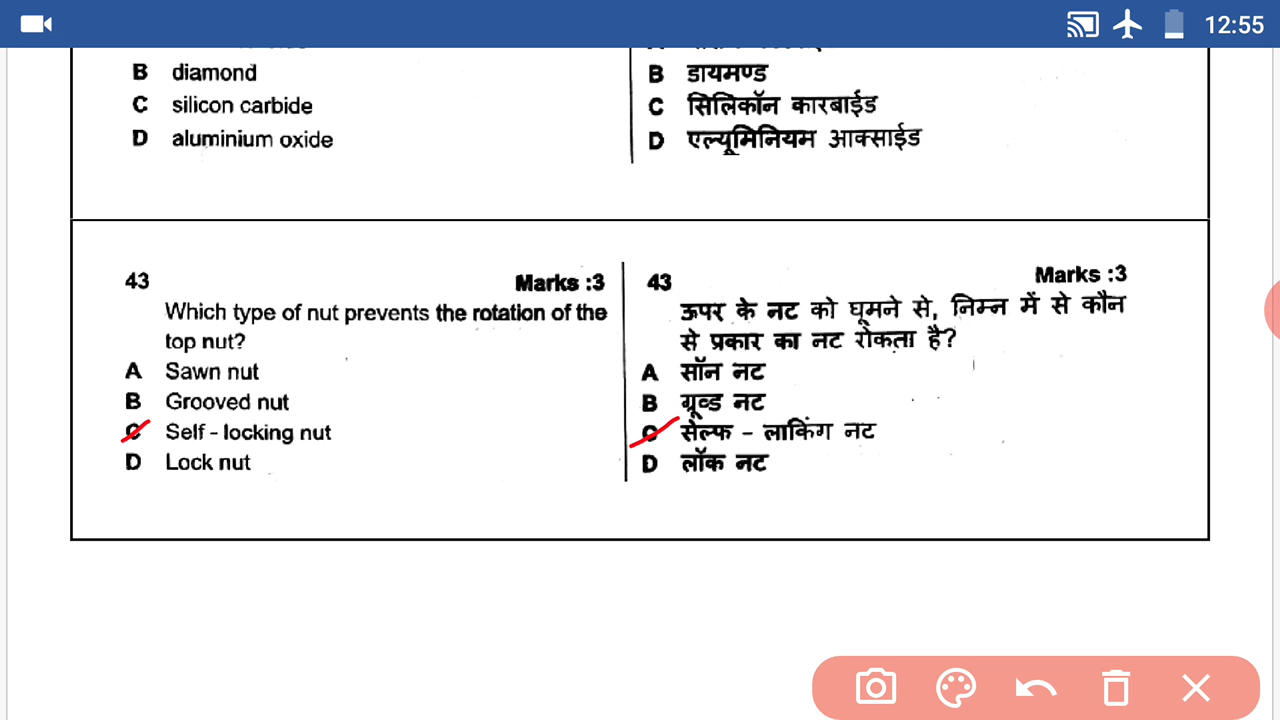 12:55
B diamond
C silicon carbide
D aluminium oxide
B डायमण्ड
C सिलिकॉन कारबाईड
D एल्यूमिनियम आक्साईड
43 Marks :3
Which type of nut prevents the rotation of the
top nut?
A Sawn nut
B Grooved nut
C Self - locking nut
D Lock nut
43 Marks :3
ऊपर के नट को घूमने से, निम्न में से कौन
से प्रकार का नट रोकता है?
A सॉन नट
B ग्रूव्ड नट
C सेल्फ - लाकिंग नट
D लॉक नट